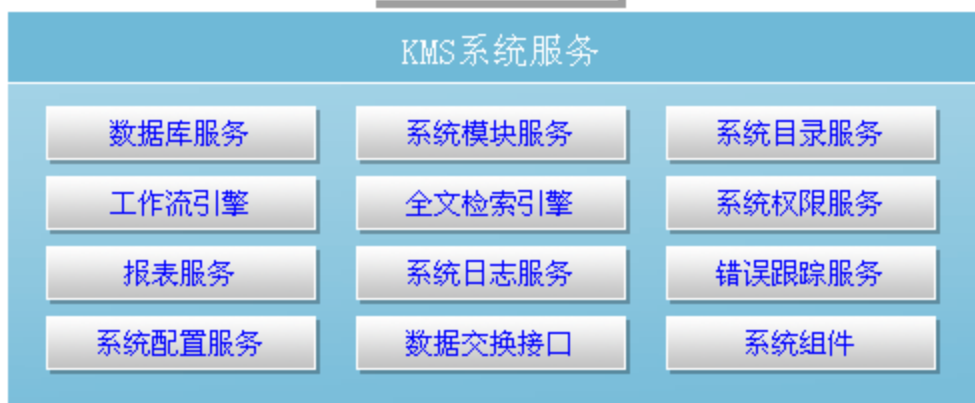 KMS系统服务
数据库服务 系统模块服务 系统目录服务
工作流引擎 全文检索引擎 系统权限服务
报表服务 系统日志服务 错误跟踪服务
系统配置服务 数据交换接口 系统组件